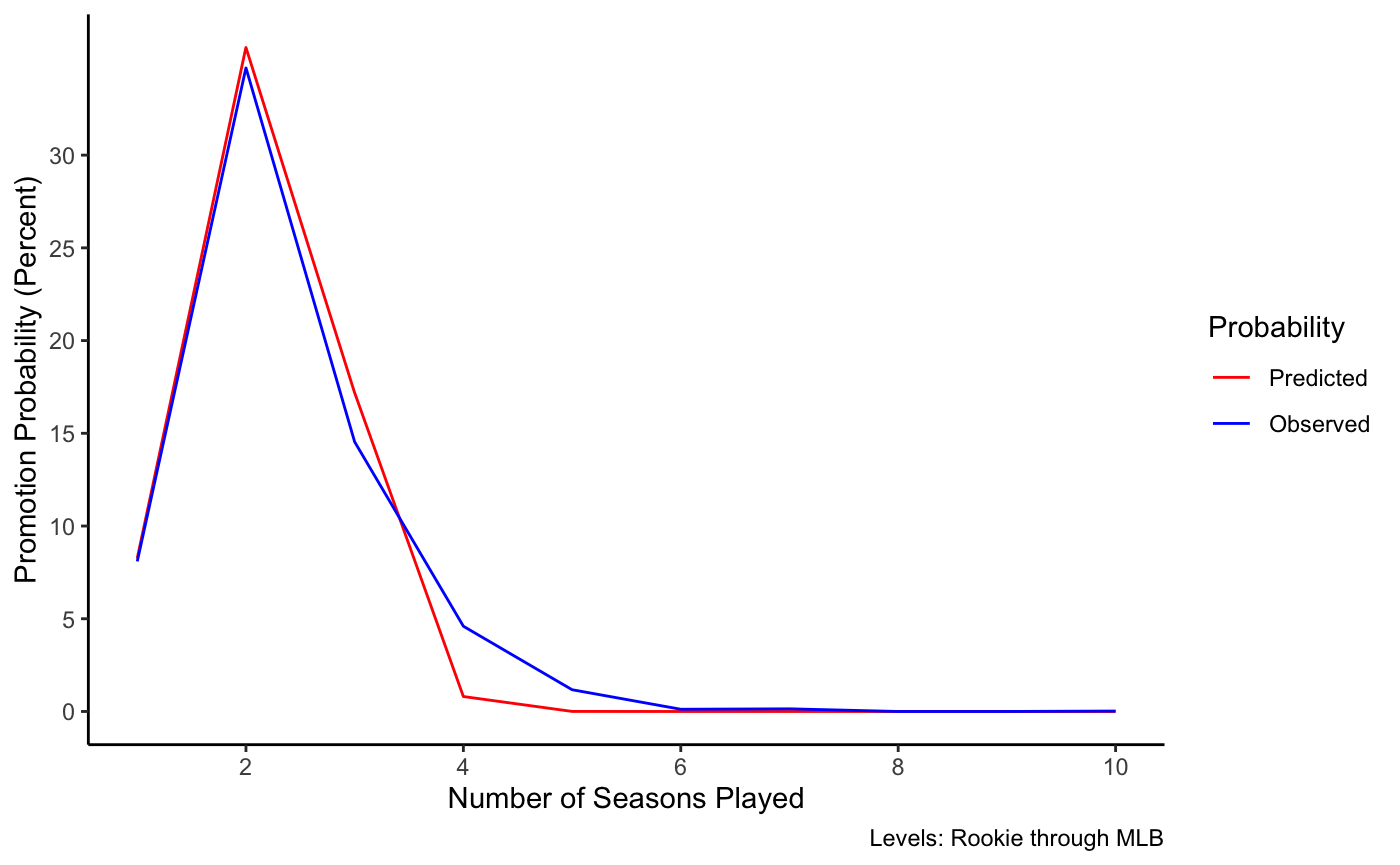 Promotion Probability (Percent)
30
25
20
15
10
5
0
2
4
6
8
10
Number of Seasons Played
Levels: Rookie through MLB
Probability
Predicted
Observed